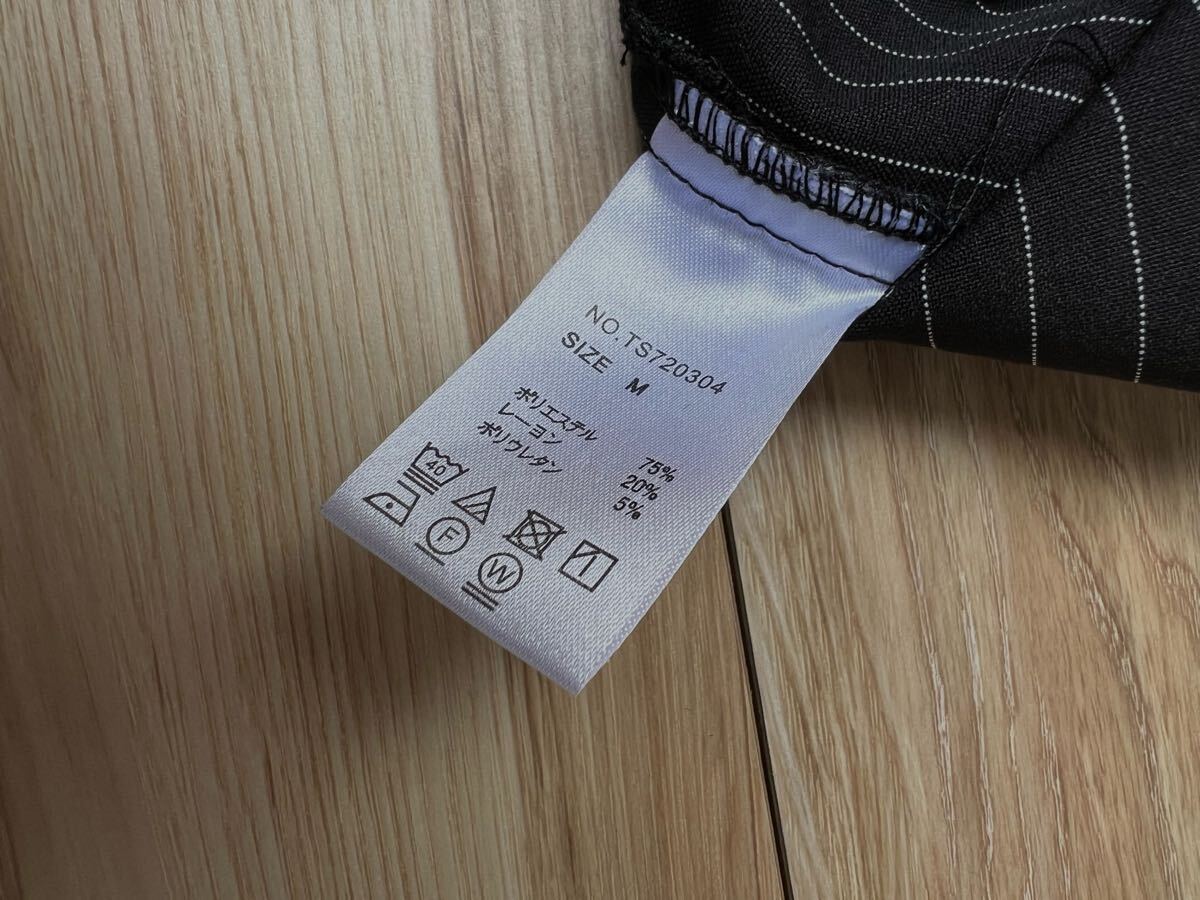 NO.TS720304
SIZE M
ポリエステル 75%
レーヨン 20%
ポリウレタン 5%
40
F
W